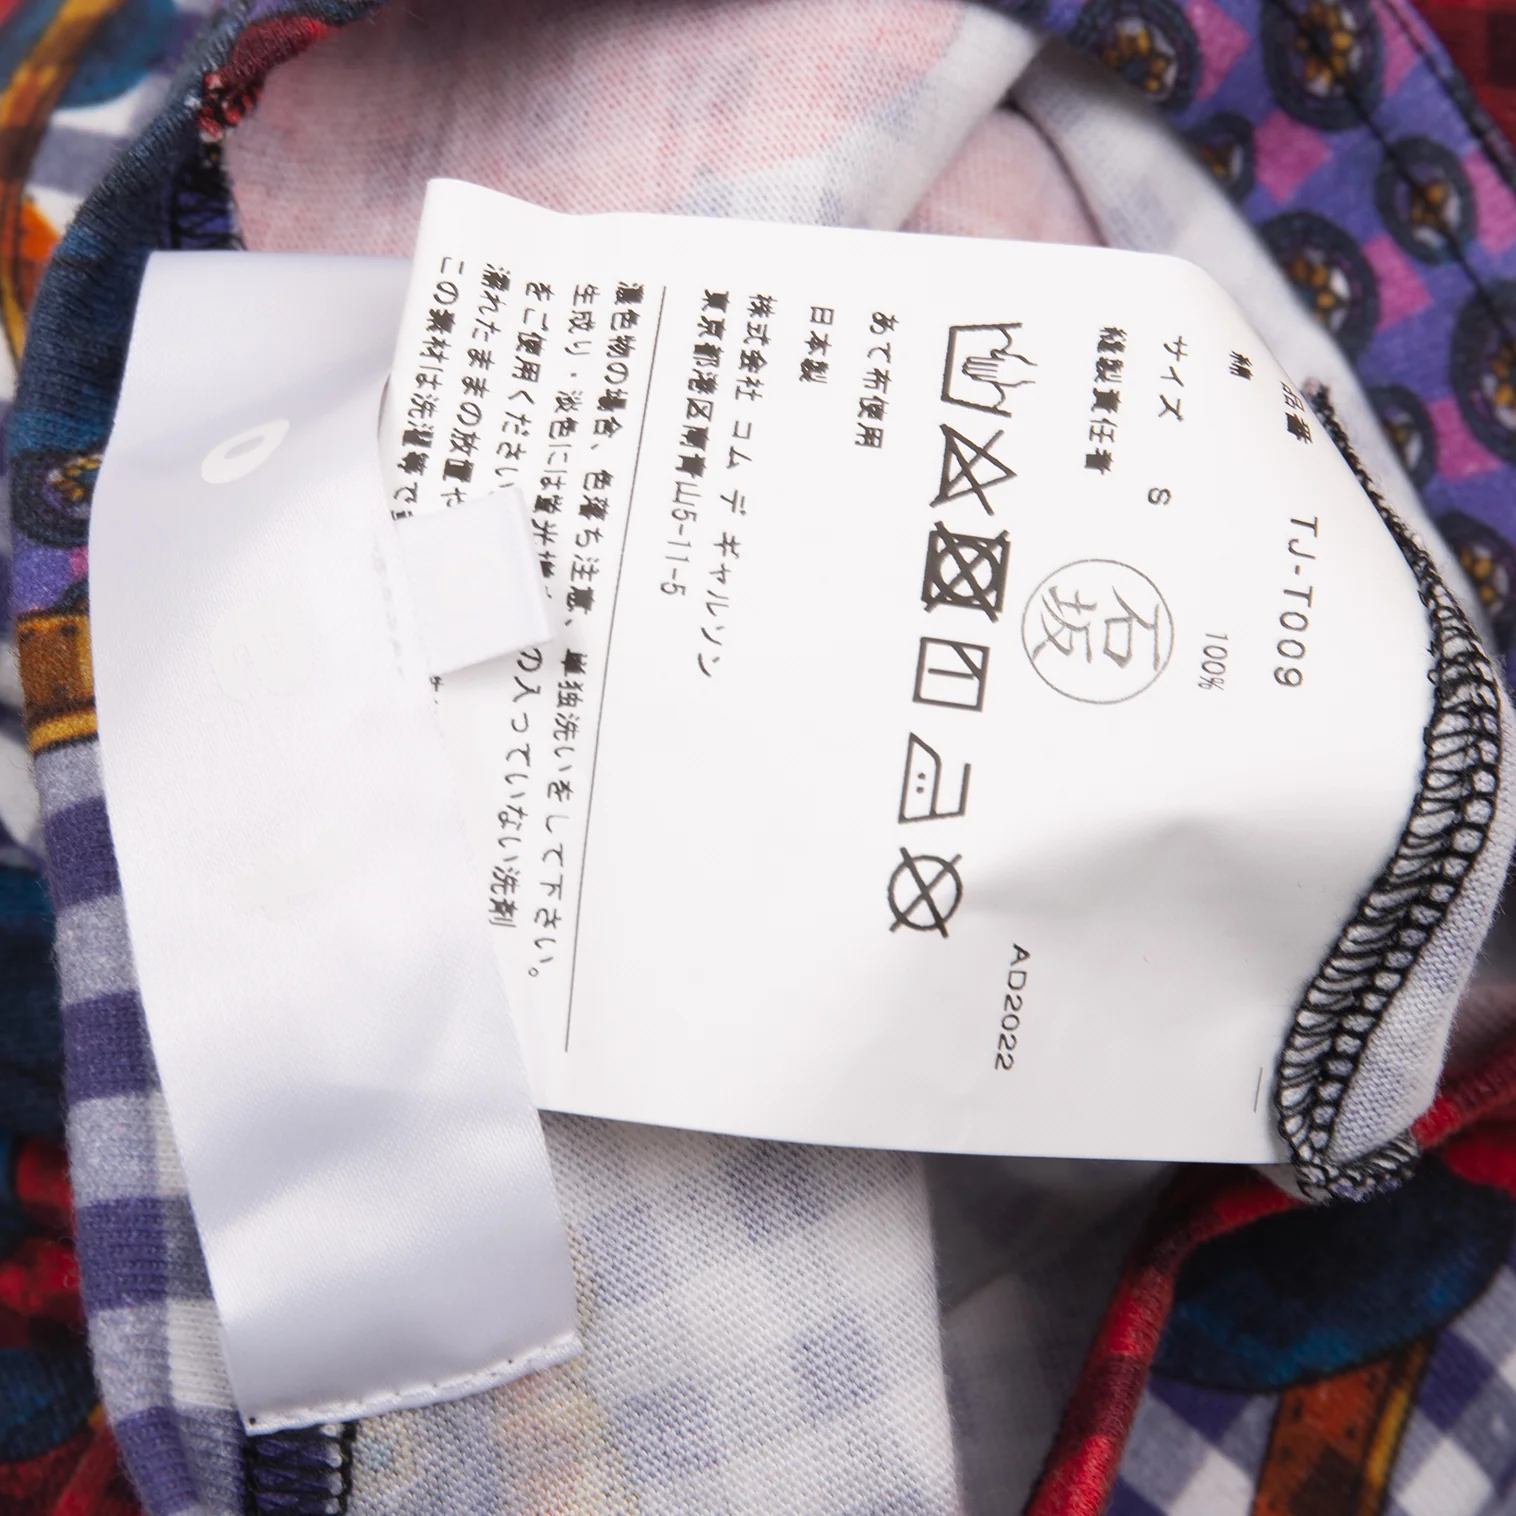 品番 TJ-T009
綿 100%
サイズ S
縫製責任者 石坂
AD2022
あて布使用
日本製
株式会社 コム デ ギャルソン
東京都港区南青山5-11-5
濃色物の場合、色落ち注意、単独洗いをして下さい。
生成り・淡色には蛍光増
の入っていない洗剤
をご使用ください
濡れたままの放置や
この素材は洗濯等で